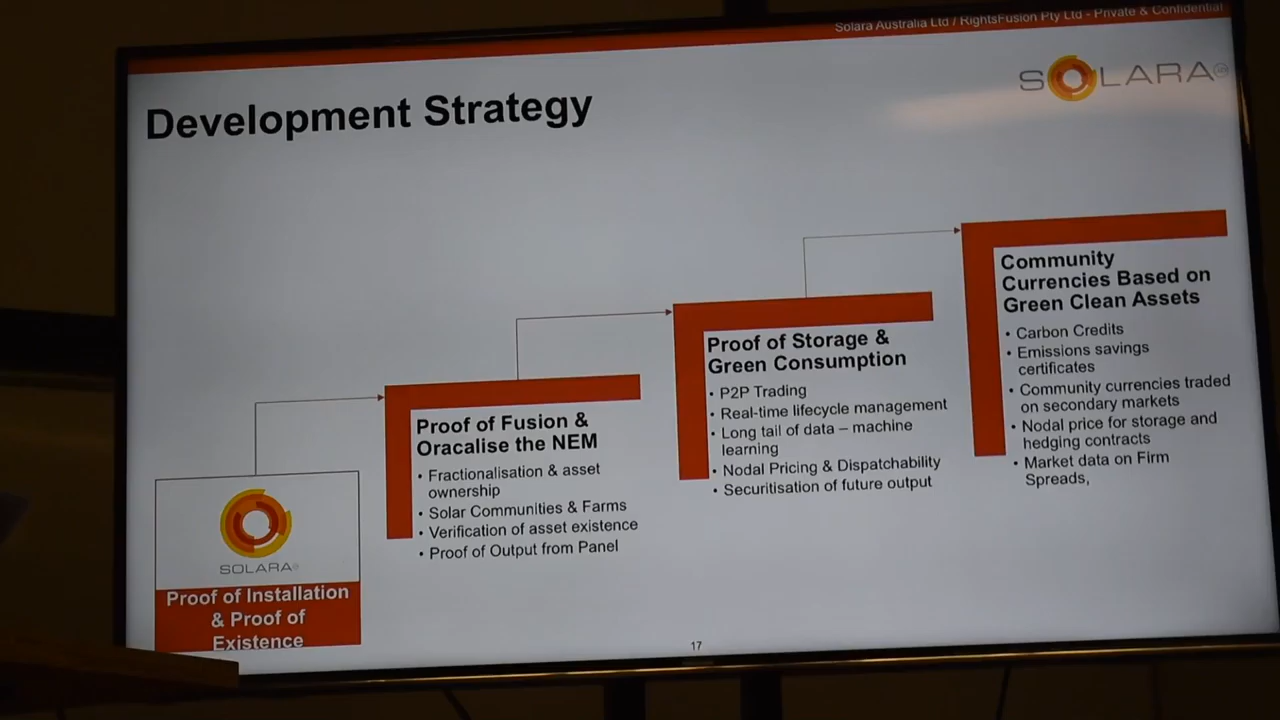 Solara Australia Ltd / RightsFusion Pty Ltd - Private & Confidential
SOLARA
Development Strategy
Proof of Installation
& Proof of
Existence
SOLARA
Proof of Fusion &
Oracalise the NEM
• Fractionalisation & asset
ownership
• Solar Communities & Farms
• Verification of asset existence
• Proof of Output from Panel
Proof of Storage &
Green Consumption
• P2P Trading
• Real-time lifecycle management
• Long tail of data – machine
learning
• Nodal Pricing & Dispatchability
• Securitisation of future output
Community
Currencies Based on
Green Clean Assets
• Carbon Credits
• Emissions savings
certificates
• Community currencies traded
on secondary markets
• Nodal price for storage and
hedging contracts
• Market data on Firm
Spreads,
17